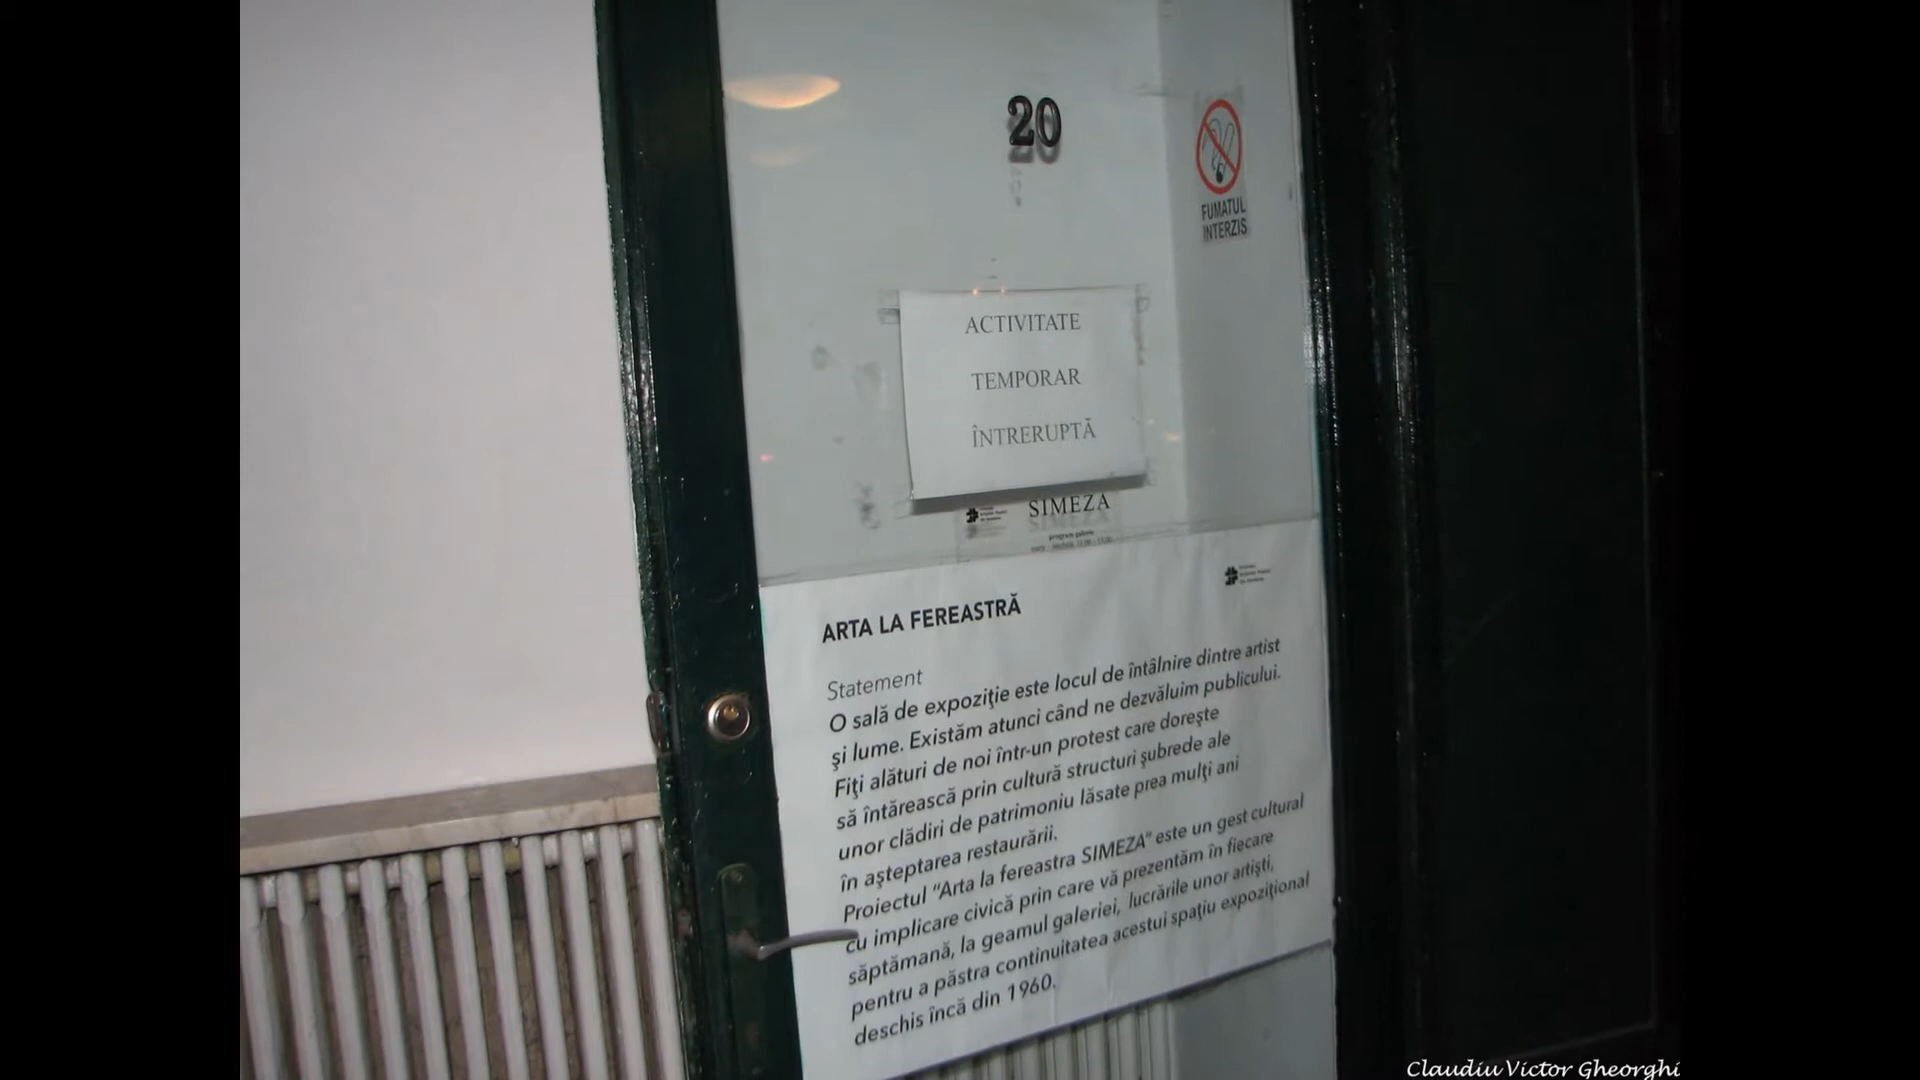 20
FUMATUL
INTERZIS
ACTIVITATE
TEMPORAR
ÎNTRERUPTĂ
SIMEZA
program galerie
ARTA LA FEREASTRĂ
Statement
O sală de expoziţie este locul de întâlnire dintre artist
şi lume. Existăm atunci când ne dezvăluim publicului.
Fiţi alături de noi într-un protest care doreşte
să întărească prin cultură structuri şubrede ale
unor clădiri de patrimoniu lăsate prea mulţi ani
în aşteptarea restaurării.
Proiectul "Arta la fereastra SIMEZA" este un gest cultural
cu implicare civică prin care vă prezentăm în fiecare
săptămană, la geamul galeriei, lucrările unor artişti,
pentru a păstra continuitatea acestui spaţiu expoziţional
deschis încă din 1960.
Claudiu Victor Gheorghi